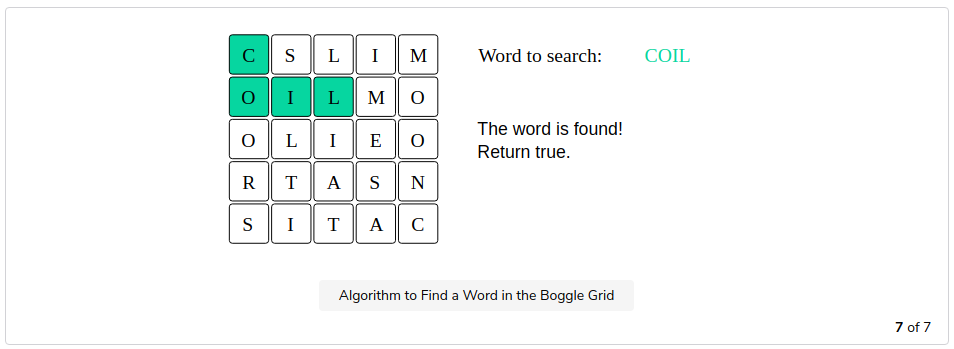 C S L I M
Word to search: COIL
O I L M O
O L I E O
The word is found!
Return true.
R T A S N
S I T A C
Algorithm to Find a Word in the Boggle Grid
7 of 7